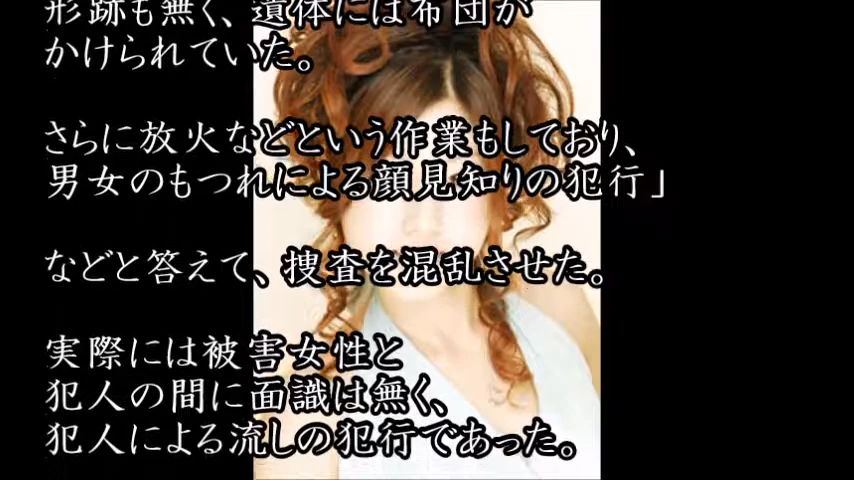 形跡も無く、遺体には布団が
かけられていた。
さらに放火などという作業もしており、
男女のもつれによる顔見知りの犯行」
などと答えて、捜査を混乱させた。
実際には被害女性と
犯人の間に面識は無く、
犯人による流しの犯行であった。